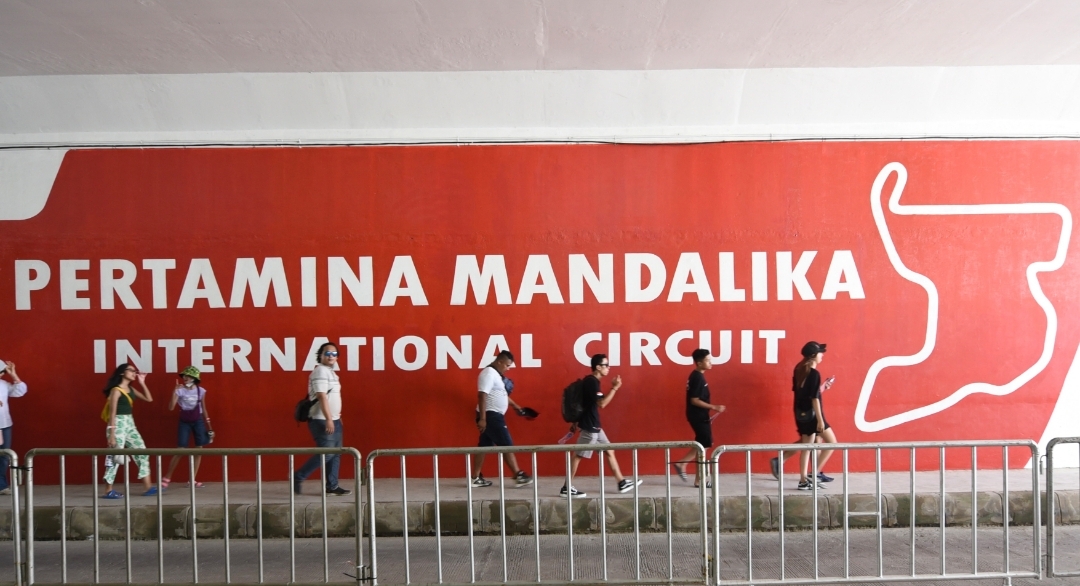 PERTAMINA MANDALIKA
INTERNATIONAL CIRCUIT